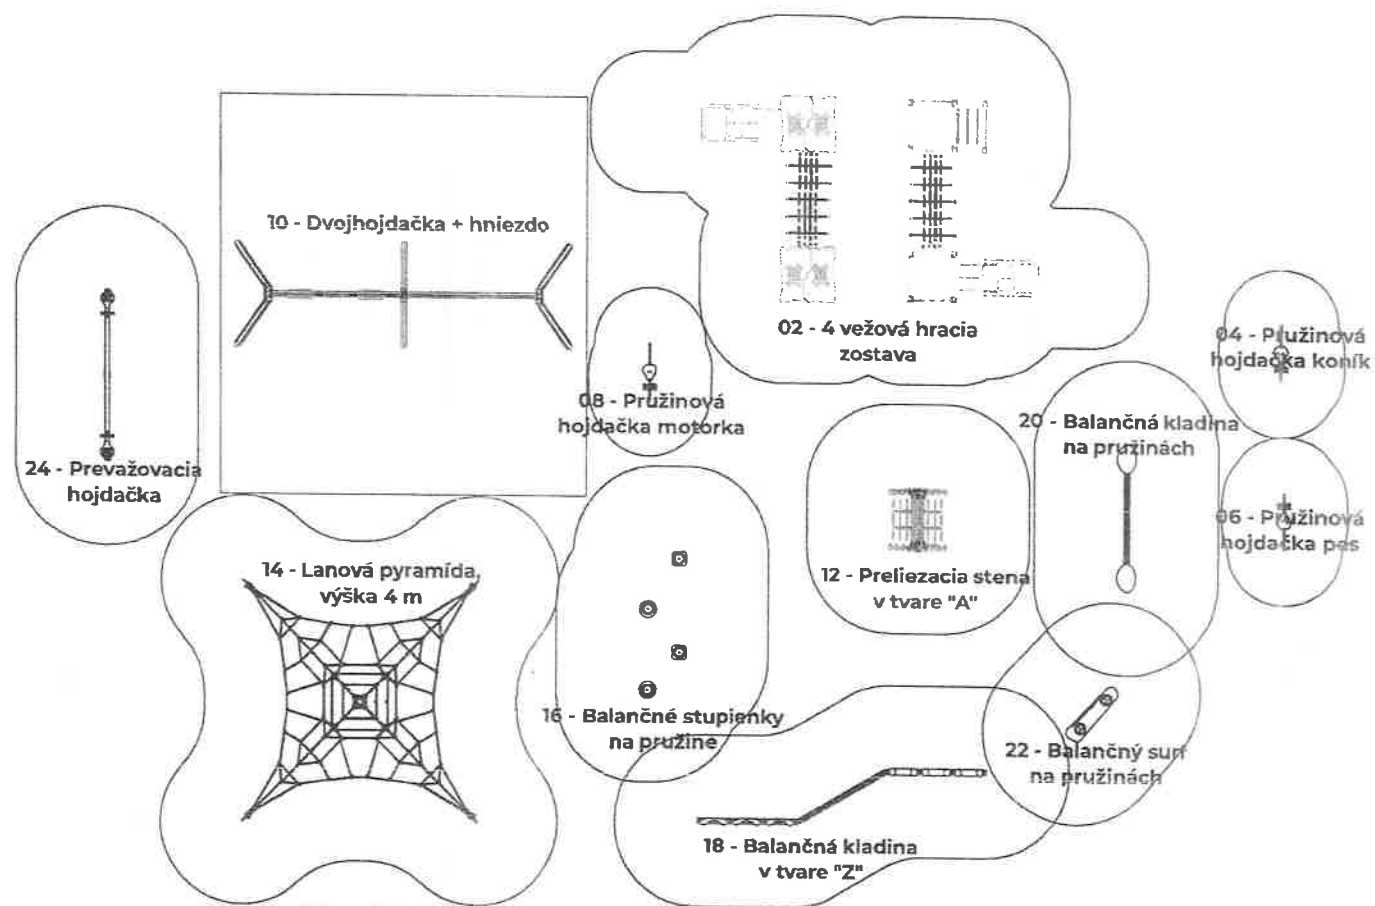 10 - Dvojhojdačka + hniezdo
02 - 4 vežová hracia
zostava
04 - Pružinová
hojdačka koník
08 - Pružinová
hojdačka motorka
20 - Balančná kladina
na pružinách
24 - Prevažovacia
hojdačka
06 - Pružinová
hojdačka pes
14 - Lanová pyramída,
výška 4 m
12 - Preliezacia stena
v tvare "A"
16 - Balančné stupienky
na pružine
22 - Balančný surf
na pružinách
18 - Balančná kladina
v tvare "Z"